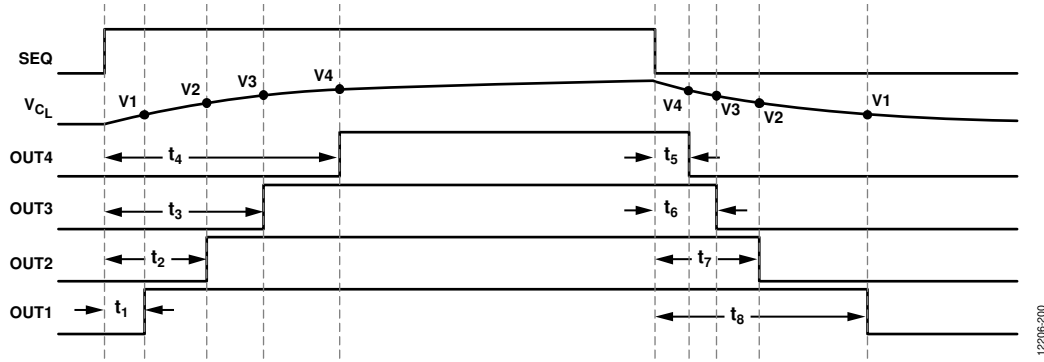 SEQ
V1 V2 V3 V4
V4 V3 V2 V1
VCL
OUT4 t4 t5
OUT3 t3 t6
OUT2 t2 t7
OUT1 t1 t8
12206-200